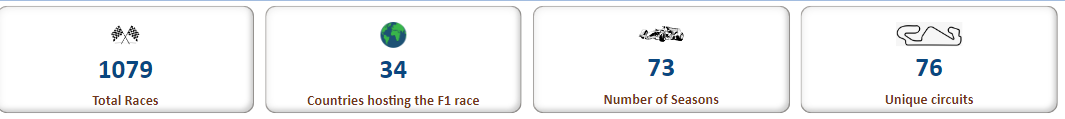 1079
Total Races
34
Countries hosting the F1 race
73
Number of Seasons
76
Unique circuits